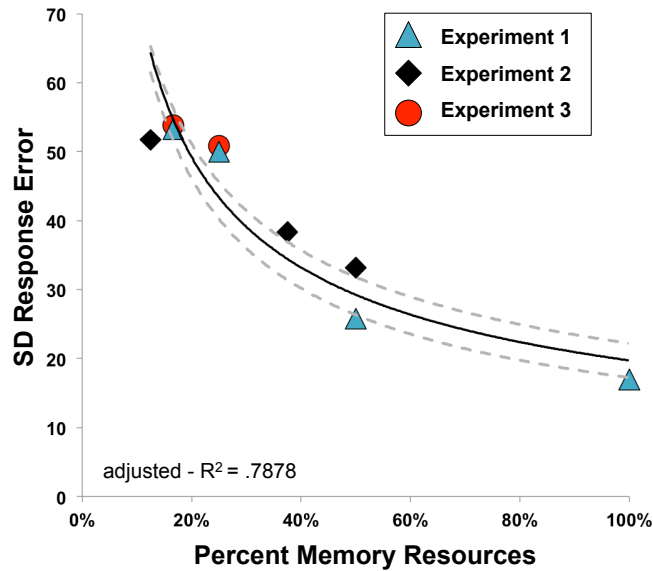 70
60
50
40
30
20
10
0
SD Response Error
Experiment 1
Experiment 2
Experiment 3
adjusted - R² = .7878
0% 20% 40% 60% 80% 100%
Percent Memory Resources